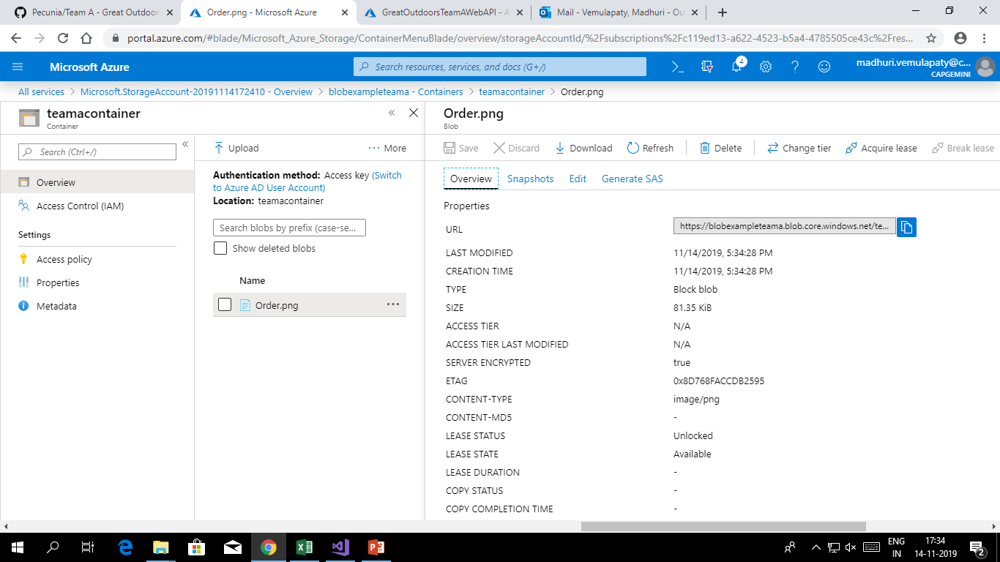 Pecunia/Team A - Great Outdoor
Order.png - Microsoft Azure
GreatOutdoorsTeamAWebAPI - A
Mail - Vemulapaty, Madhuri - Ou
portal.azure.com/#blade/Microsoft_Azure_Storage/ContainerMenuBlade/overview/storageAccountId/%2Fsubscriptions%2Fc119ed13-a622-4523-b5a4-4785505ce43c%2Fres...
Microsoft Azure
Search resources, services, and docs (G+/)
4
madhuri.vemulapaty@c...
CAPGEMINI
All services > Microsoft.StorageAccount-20191114172410 - Overview > blobexampleteama - Containers > teamacontainer > Order.png
teamacontainer
Container
Search (Ctrl+/)
Overview
Access Control (IAM)
Settings
Access policy
Properties
Metadata
Upload
More
Authentication method: Access key (Switch
to Azure AD User Account)
Location: teamacontainer
Search blobs by prefix (case-se...
Show deleted blobs
Name
Order.png
Order.png
Blob
Save Discard Download Refresh Delete Change tier Acquire lease Break lease
Overview Snapshots Edit Generate SAS
Properties
URL https://blobexampleteama.blob.core.windows.net/te...
LAST MODIFIED 11/14/2019, 5:34:28 PM
CREATION TIME 11/14/2019, 5:34:28 PM
TYPE Block blob
SIZE 81.35 KiB
ACCESS TIER N/A
ACCESS TIER LAST MODIFIED N/A
SERVER ENCRYPTED true
ETAG 0x8D768FACCDB2595
CONTENT-TYPE image/png
CONTENT-MD5 -
LEASE STATUS Unlocked
LEASE STATE Available
LEASE DURATION -
COPY STATUS -
COPY COMPLETION TIME -
ENG
IN
17:34
14-11-2019
2